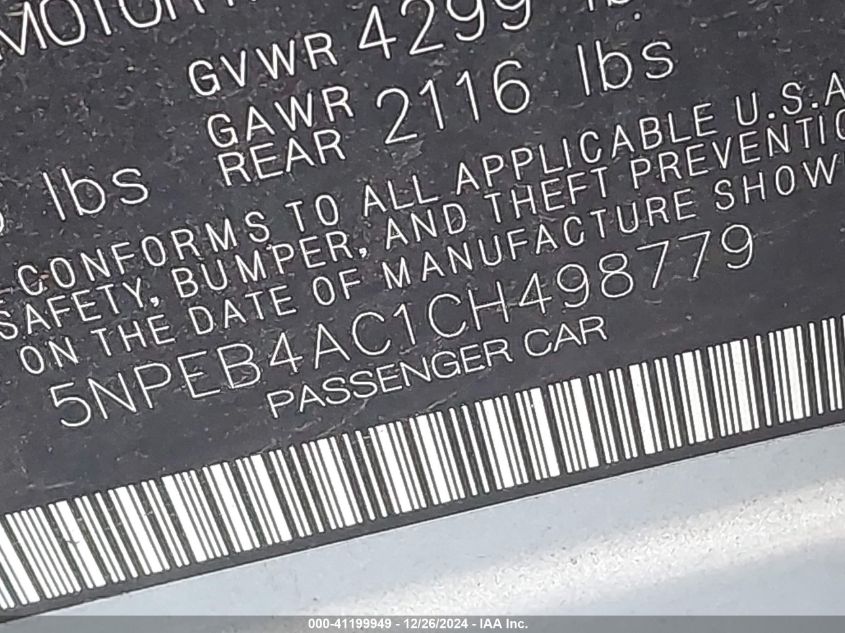 MOTOR
GVWR 4299
GAWR REAR 2116 lbs
lbs
CONFORMS TO ALL APPLICABLE U.S.A
SAFETY, BUMPER, AND THEFT PREVENTIO
ON THE DATE OF MANUFACTURE SHOW
5NPEB4AC1CH498779
PASSENGER CAR
000-41199949 - 12/26/2024 - IAA Inc.